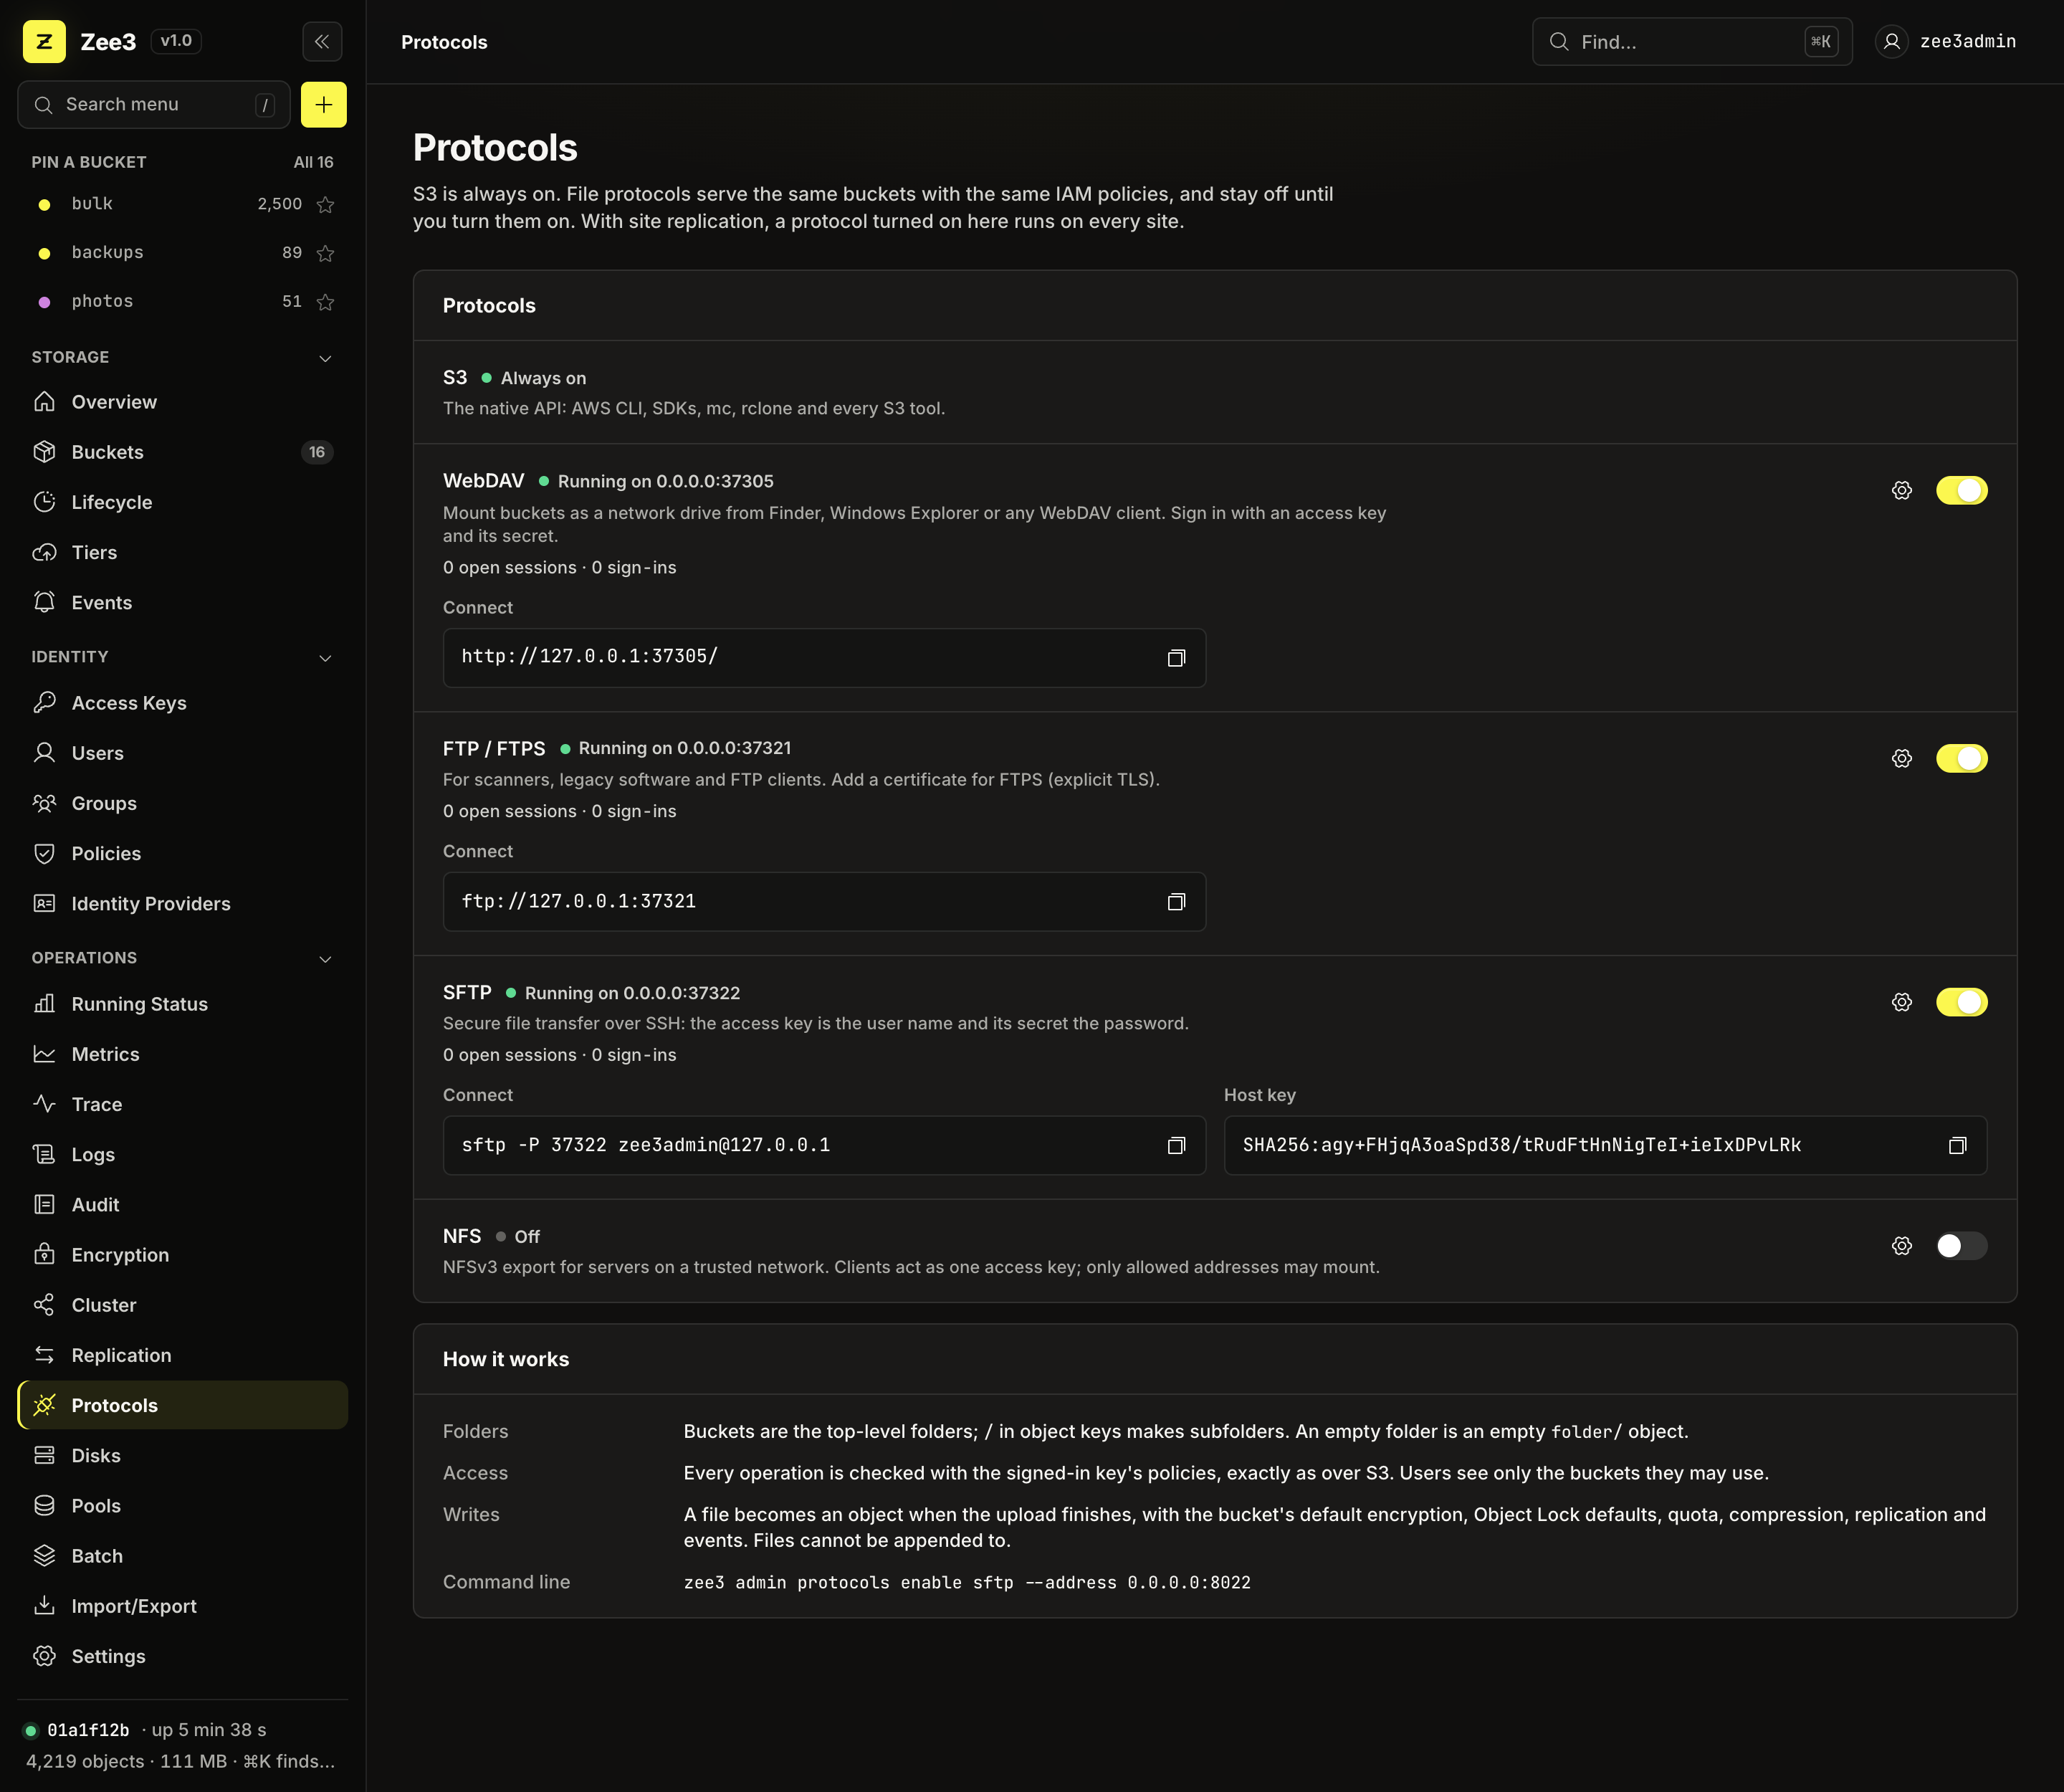 Zee3 v1.0
Search menu /
PIN A BUCKET All 16
bulk 2,500
backups 89
photos 51
STORAGE
Overview
Buckets 16
Lifecycle
Tiers
Events
IDENTITY
Access Keys
Users
Groups
Policies
Identity Providers
OPERATIONS
Running Status
Metrics
Trace
Logs
Audit
Encryption
Cluster
Replication
Protocols
Disks
Pools
Batch
Import/Export
Settings
01a1f12b · up 5 min 38 s
4,219 objects · 111 MB · ⌘K finds...
Protocols
Find... ⌘K
zee3admin
Protocols
S3 is always on. File protocols serve the same buckets with the same IAM policies, and stay off until
you turn them on. With site replication, a protocol turned on here runs on every site.
Protocols
S3 Always on
The native API: AWS CLI, SDKs, mc, rclone and every S3 tool.
WebDAV Running on 0.0.0.0:37305
Mount buckets as a network drive from Finder, Windows Explorer or any WebDAV client. Sign in with an access key
and its secret.
0 open sessions · 0 sign-ins
Connect
http://127.0.0.1:37305/
FTP / FTPS Running on 0.0.0.0:37321
For scanners, legacy software and FTP clients. Add a certificate for FTPS (explicit TLS).
0 open sessions · 0 sign-ins
Connect
ftp://127.0.0.1:37321
SFTP Running on 0.0.0.0:37322
Secure file transfer over SSH: the access key is the user name and its secret the password.
0 open sessions · 0 sign-ins
Connect
sftp -P 37322 zee3admin@127.0.0.1
Host key
SHA256:agy+FHjqA3oaSpd38/tRudFtHnNigTeI+ieIxDPvLRk
NFS Off
NFSv3 export for servers on a trusted network. Clients act as one access key; only allowed addresses may mount.
How it works
Folders Buckets are the top-level folders; / in object keys makes subfolders. An empty folder is an empty folder/ object.
Access Every operation is checked with the signed-in key's policies, exactly as over S3. Users see only the buckets they may use.
Writes A file becomes an object when the upload finishes, with the bucket's default encryption, Object Lock defaults, quota, compression, replication and
events. Files cannot be appended to.
Command line zee3 admin protocols enable sftp --address 0.0.0.0:8022